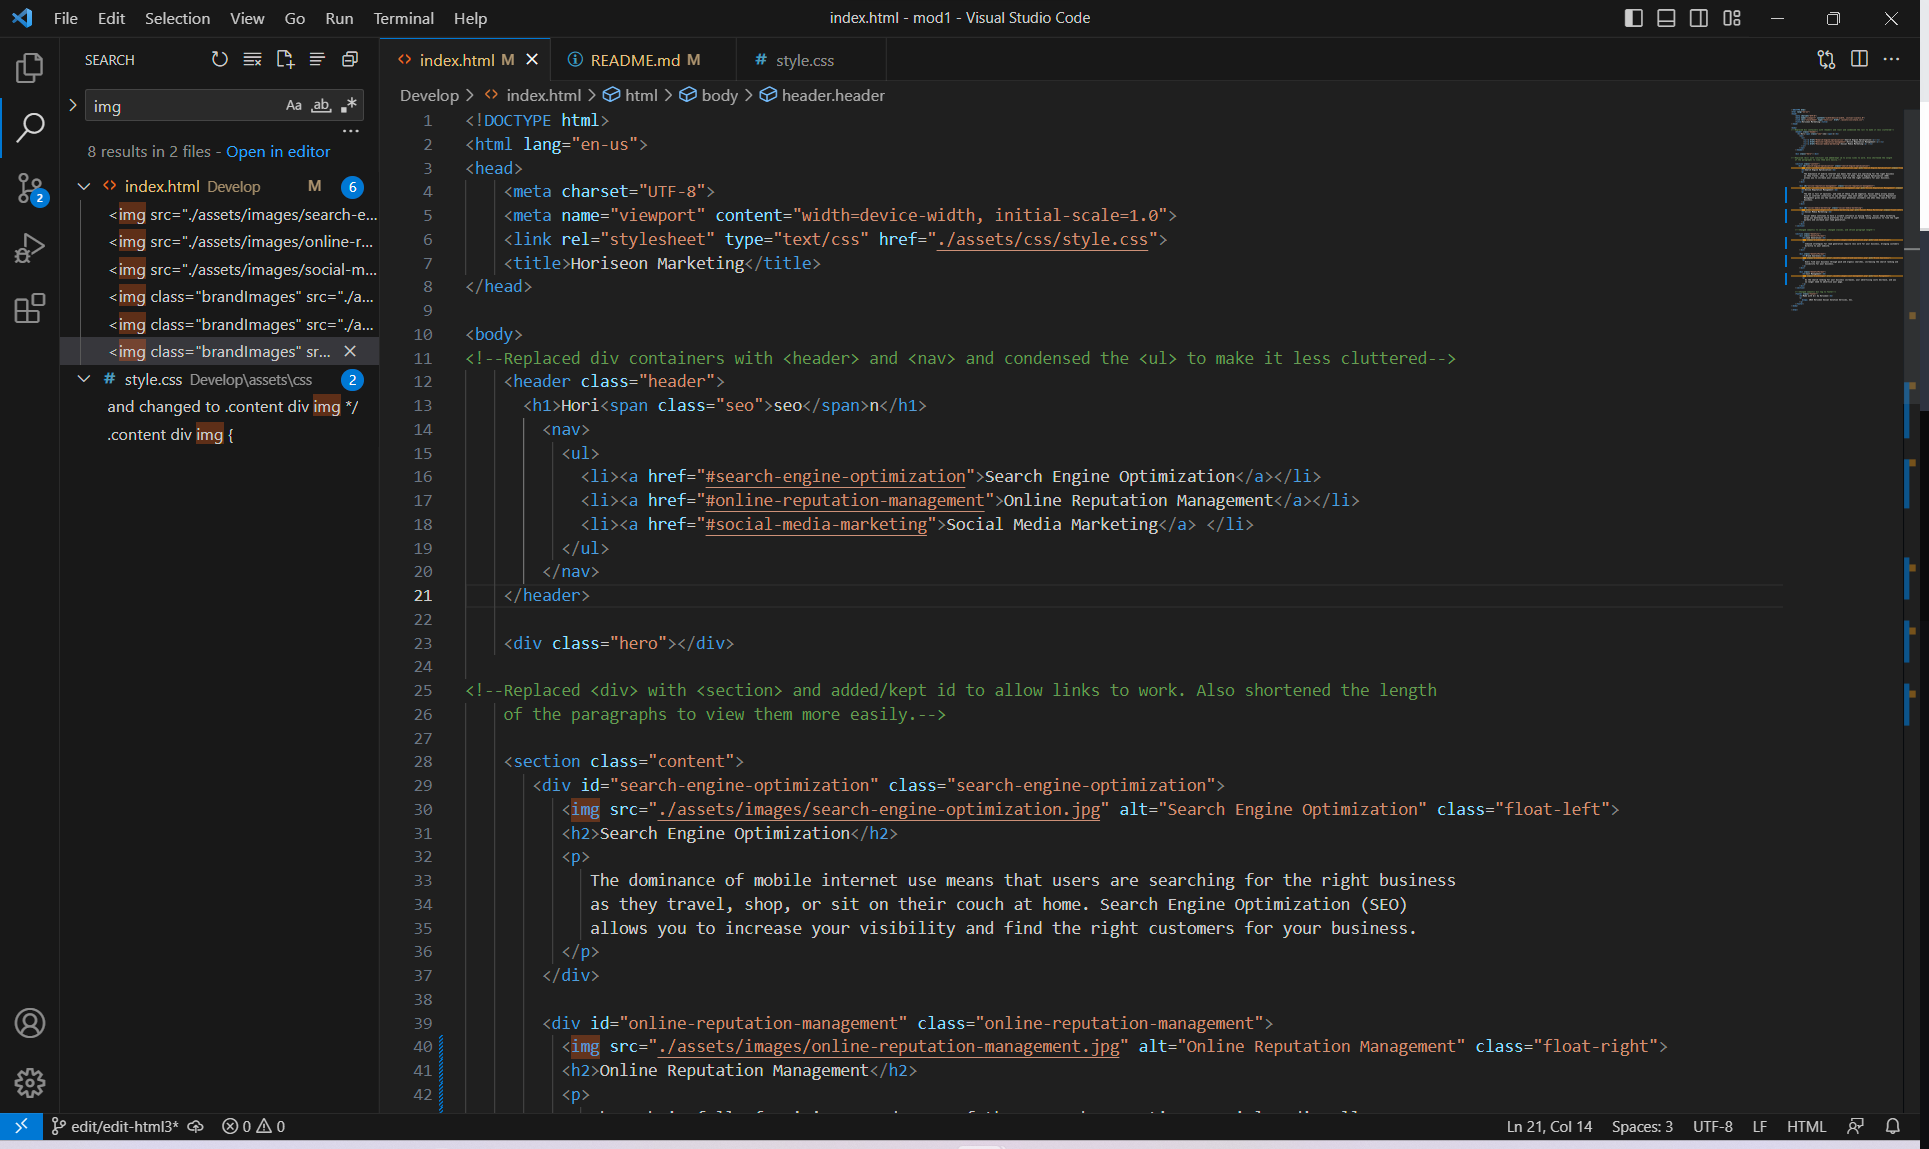 File Edit Selection View Go Run Terminal Help
index.html - mod1 - Visual Studio Code
SEARCH
img
Aa ab
8 results in 2 files - Open in editor
index.html Develop M 6
<img src="./assets/images/search-e...
<img src="./assets/images/online-r...
<img src="./assets/images/social-m...
<img class="brandImages" src="./a...
<img class="brandImages" src="./a...
<img class="brandImages" sr...
# style.css Develop\assets\css 2
and changed to .content div img */
.content div img {
2
<> index.html M
README.md M
# style.css
Develop > <> index.html > html > body > header.header
1 <!DOCTYPE html>
2 <html lang="en-us">
3 <head>
4 <meta charset="UTF-8">
5 <meta name="viewport" content="width=device-width, initial-scale=1.0">
6 <link rel="stylesheet" type="text/css" href="./assets/css/style.css">
7 <title>Horiseon Marketing</title>
8 </head>
9
10 <body>
11 <!--Replaced div containers with <header> and <nav> and condensed the <ul> to make it less cluttered-->
12 <header class="header">
13 <h1>Hori<span class="seo">seo</span>n</h1>
14 <nav>
15 <ul>
16 <li><a href="#search-engine-optimization">Search Engine Optimization</a></li>
17 <li><a href="#online-reputation-management">Online Reputation Management</a></li>
18 <li><a href="#social-media-marketing">Social Media Marketing</a> </li>
19 </ul>
20 </nav>
21 </header>
22
23 <div class="hero"></div>
24
25 <!--Replaced <div> with <section> and added/kept id to allow links to work. Also shortened the length
26 of the paragraphs to view them more easily.-->
27
28 <section class="content">
29 <div id="search-engine-optimization" class="search-engine-optimization">
30 <img src="./assets/images/search-engine-optimization.jpg" alt="Search Engine Optimization" class="float-left">
31 <h2>Search Engine Optimization</h2>
32 <p>
33 The dominance of mobile internet use means that users are searching for the right business
34 as they travel, shop, or sit on their couch at home. Search Engine Optimization (SEO)
35 allows you to increase your visibility and find the right customers for your business.
36 </p>
37 </div>
38
39 <div id="online-reputation-management" class="online-reputation-management">
40 <img src="./assets/images/online-reputation-management.jpg" alt="Online Reputation Management" class="float-right">
41 <h2>Online Reputation Management</h2>
42 <p>
edit/edit-html3* 0 0
Ln 21, Col 14 Spaces: 3 UTF-8 LF HTML